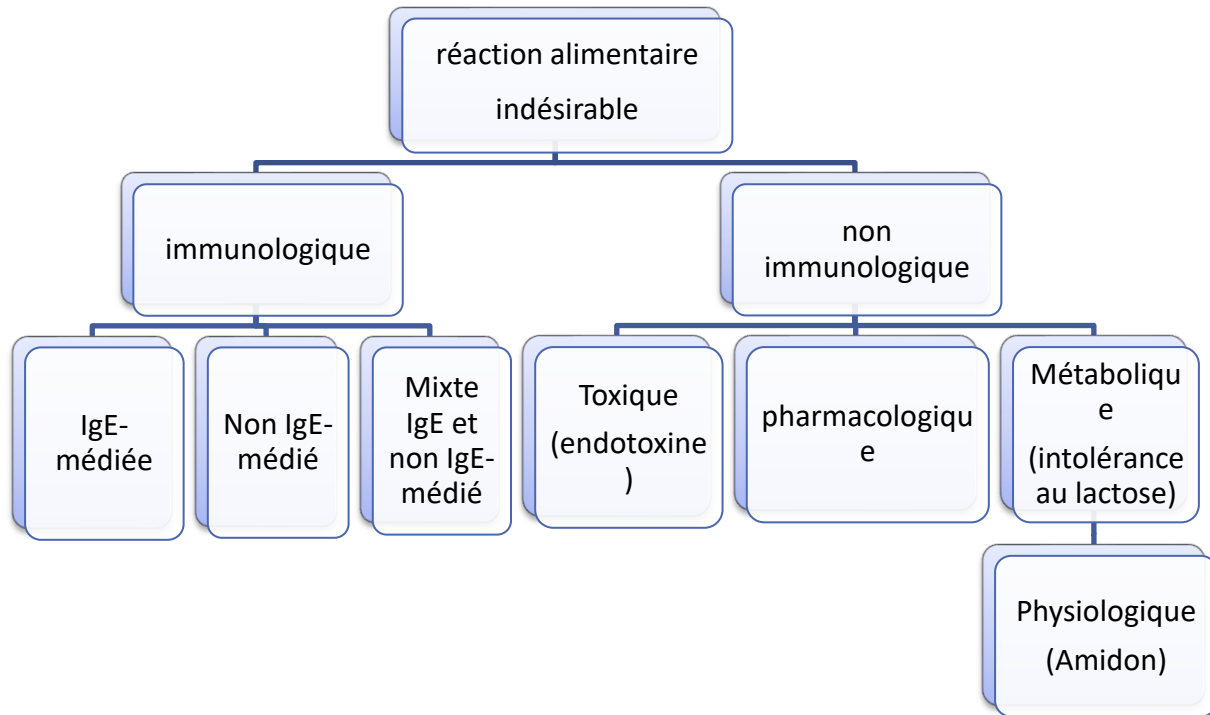 réaction alimentaire
indésirable
immunologique
non
immunologique
IgE-
médiée
Non IgE-
médié
Mixte
IgE et
non IgE-
médié
Toxique
(endotoxine
)
pharmacologiqu
e
Métaboliqu
e
(intolérance
au lactose)
Physiologique
(Amidon)